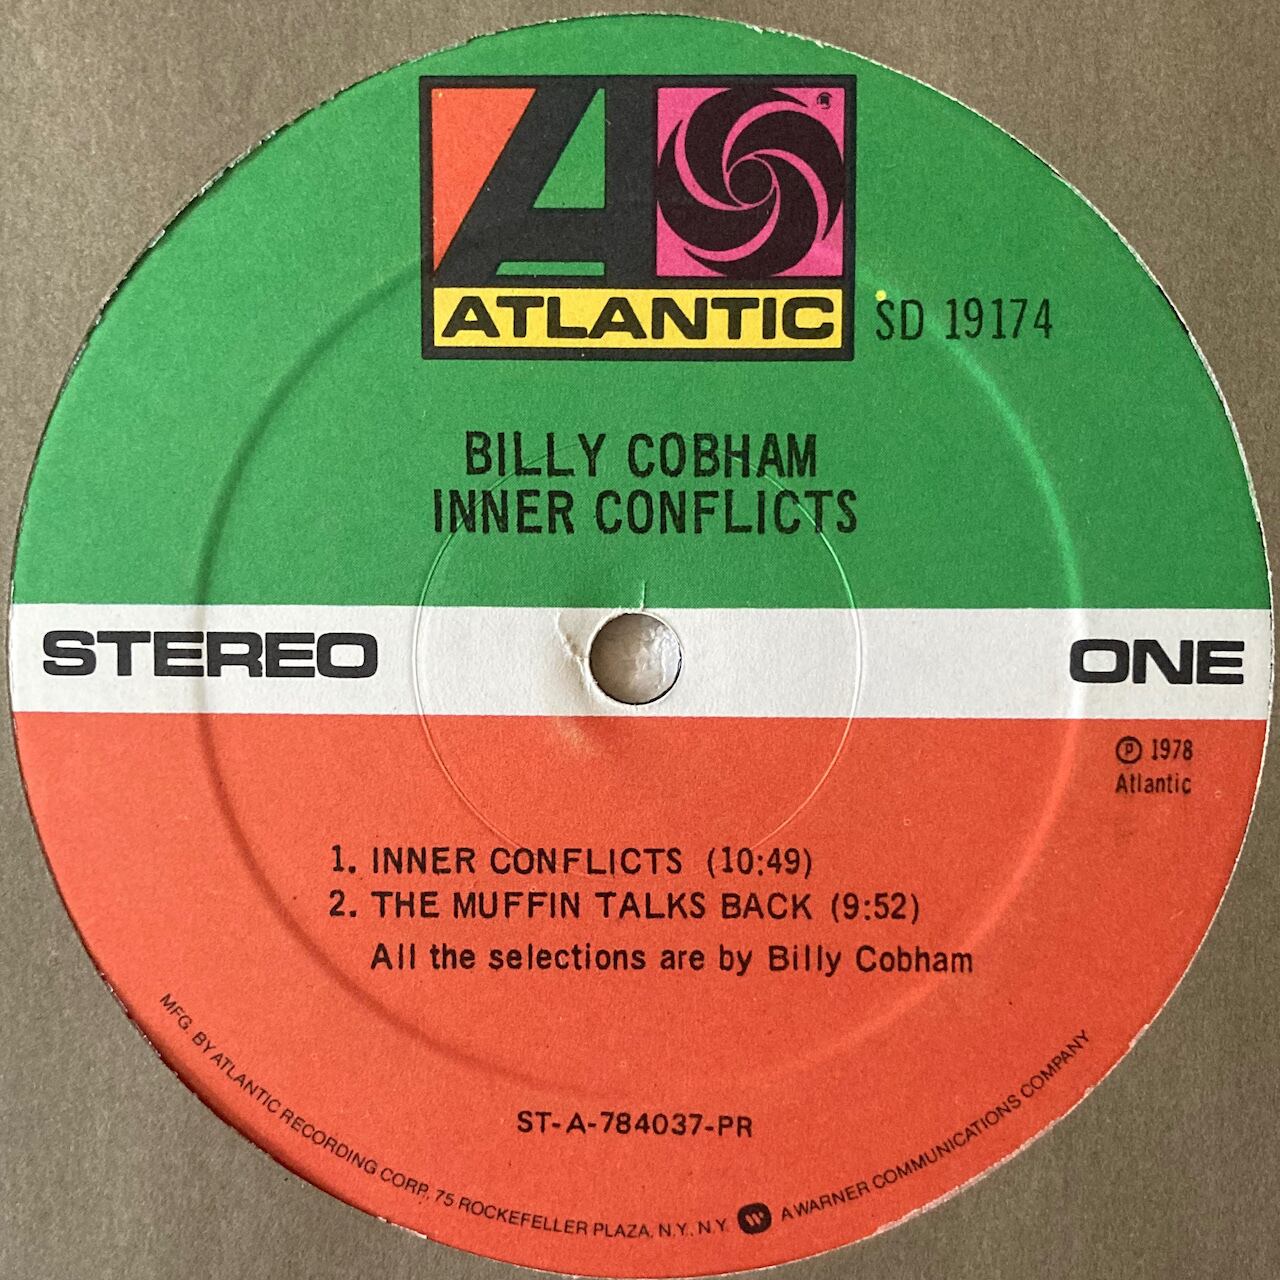 ATLANTIC
SD 19174
BILLY COBHAM
INNER CONFLICTS
STEREO
ONE
℗ 1978
Atlantic
1. INNER CONFLICTS (10:49)
2. THE MUFFIN TALKS BACK (9:52)
All the selections are by Billy Cobham
ST-A-784037-PR
MFG. BY ATLANTIC RECORDING CORP., 75 ROCKEFELLER PLAZA, N.Y., N.Y. A WARNER COMMUNICATIONS COMPANY